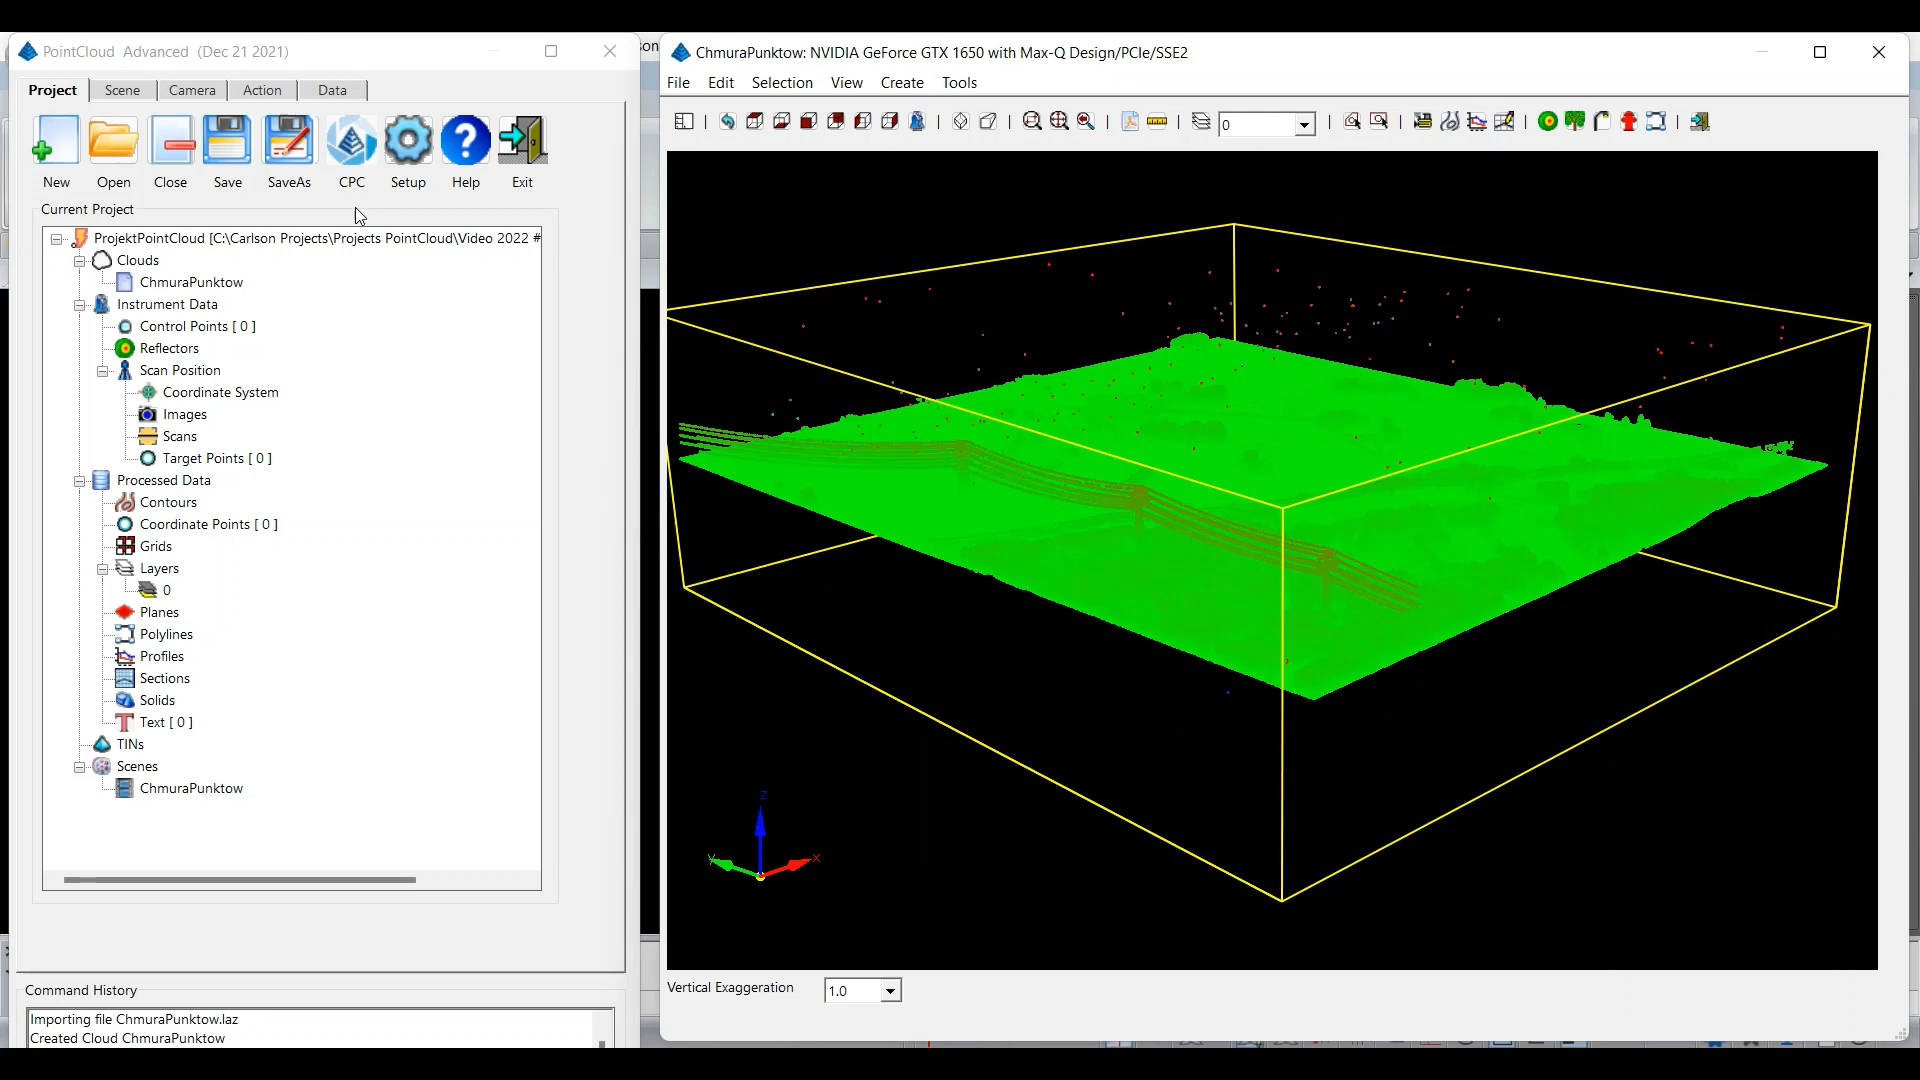 PointCloud Advanced (Dec 21 2021)
son
Project
Scene
Camera
Action
Data
New
Open
Close
Save
SaveAs
CPC
Setup
Help
Exit
Current Project
ProjektPointCloud [C:\Carlson Projects\Projects PointCloud\Video 2022 #
Clouds
ChmuraPunktow
Instrument Data
Control Points [ 0 ]
Reflectors
Scan Position
Coordinate System
Images
Scans
Target Points [ 0 ]
Processed Data
Contours
Coordinate Points [ 0 ]
Grids
Layers
0
Planes
Polylines
Profiles
Sections
Solids
Text [ 0 ]
TINs
Scenes
ChmuraPunktow
Command History
Importing file ChmuraPunktow.laz
Created Cloud ChmuraPunktow
ChmuraPunktow: NVIDIA GeForce GTX 1650 with Max-Q Design/PCIe/SSE2
File Edit Selection View Create Tools
0
Z
Y
X
Vertical Exaggeration
1.0